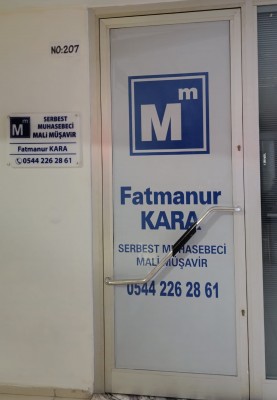 NO:207
Mm
SERBEST
MUHASEBECİ
MALİ MÜŞAVİR
Fatmanur KARA
0544 226 28 61
Mm
Fatmanur
KARA
SERBEST MUHASEBECİ
MALİ MÜŞAVİR
0544 226 28 61